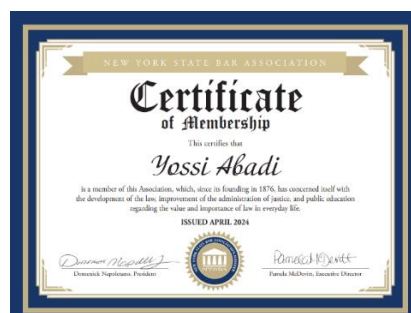 NEW YORK STATE BAR ASSOCIATION
Certificate
of Membership
This certifies that
Yossi Abadi
is a member of this Association, which, since its founding in 1876, has concerned itself with
the development of the law, improvement of the administration of justice, and public education
regarding the value and importance of law in everyday life.
ISSUED APRIL 2024
Domenick Napoletano, President
Pamela McDevitt, Executive Director